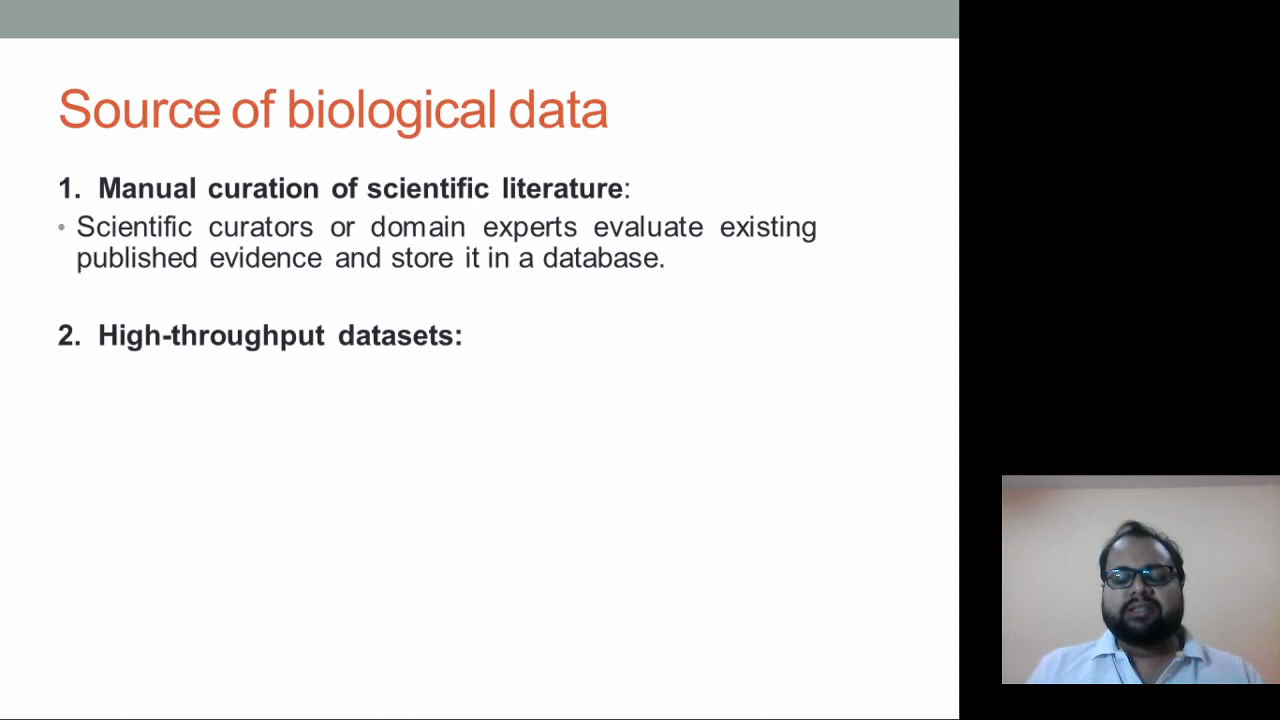 Source of biological data
1. Manual curation of scientific literature:
• Scientific curators or domain experts evaluate existing
published evidence and store it in a database.
2. High-throughput datasets: